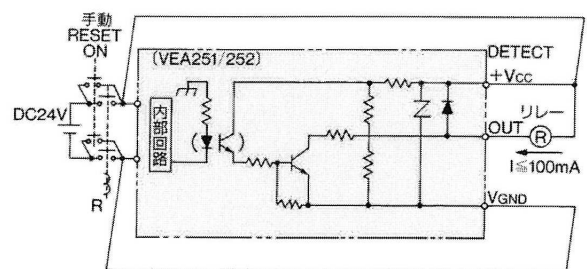 手動
RESET
ON
(VEA251/252)
DETECT
+Vcc
DC24V
内部回路
リレー
OUT
R
I≦100mA
R
VGND